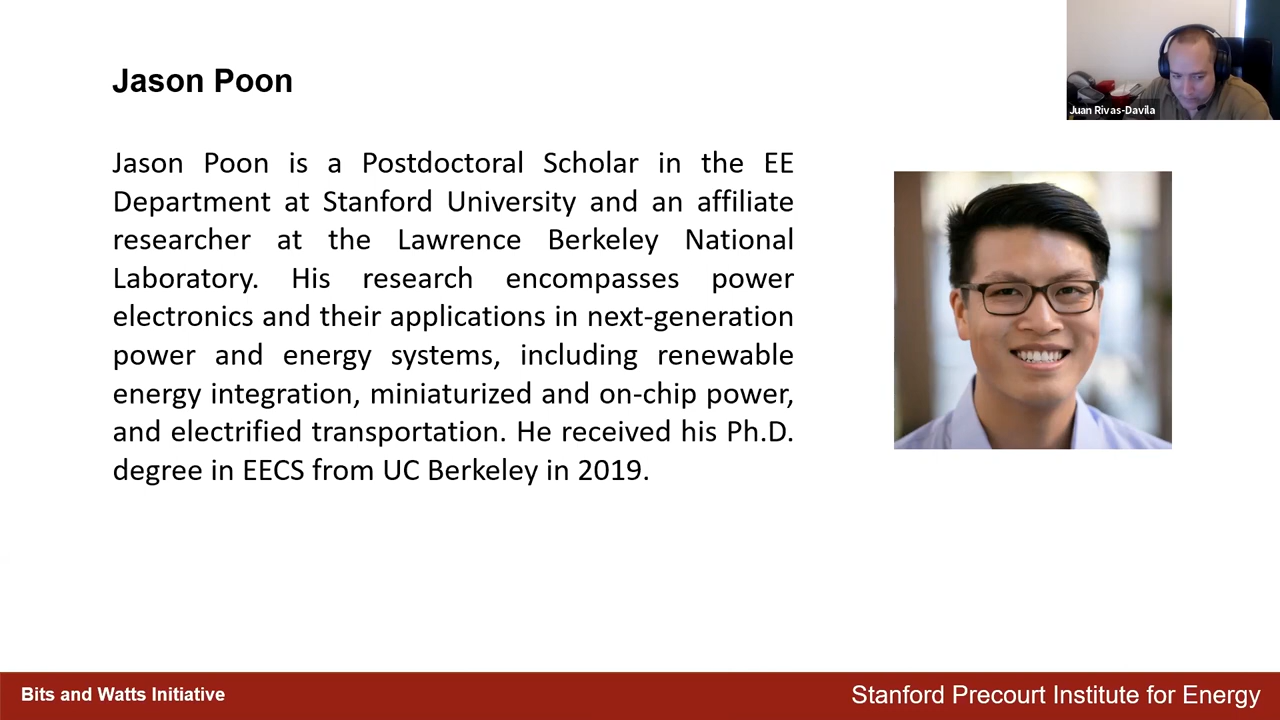 Jason Poon
Juan Rivas-Davila
Jason Poon is a Postdoctoral Scholar in the EE
Department at Stanford University and an affiliate
researcher at the Lawrence Berkeley National
Laboratory. His research encompasses power
electronics and their applications in next-generation
power and energy systems, including renewable
energy integration, miniaturized and on-chip power,
and electrified transportation. He received his Ph.D.
degree in EECS from UC Berkeley in 2019.
Bits and Watts Initiative
Stanford Precourt Institute for Energy